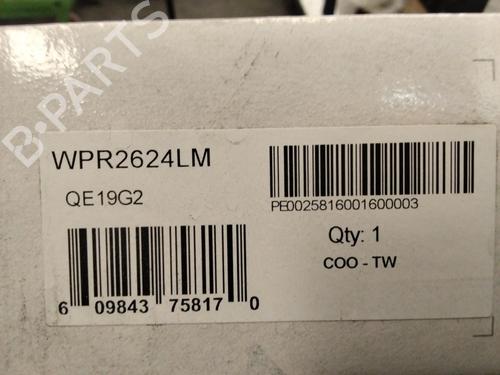 B-PARTS
WPR2624LM
QE19G2
PE0025816001600003
Qty: 1
COO - TW
6 09843 75817 0